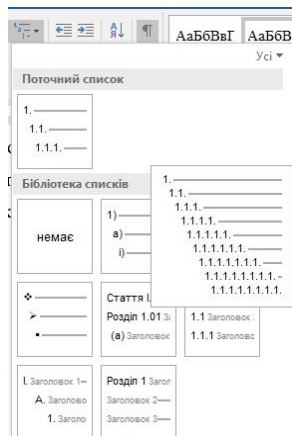 АаБбВвГ АаБбВ
Усі
Поточний список
1.
1.1.
1.1.1.
Бібліотека списків
немає
1)
a)
i)
1.
1.1.
1.1.1.
1.1.1.1.
1.1.1.1.1.
1.1.1.1.1.1.
1.1.1.1.1.1.1.
1.1.1.1.1.1.1.1.
1.1.1.1.1.1.1.1.1.
Стаття
Розділ 1.01
(a) Заголовок
1.1 Заголовок
1.1.1 Заголовс
I. Заголовок 1
A. Заголово
1. Заголо
Розділ 1 Загол
Заголовок 2
Заголовок 3